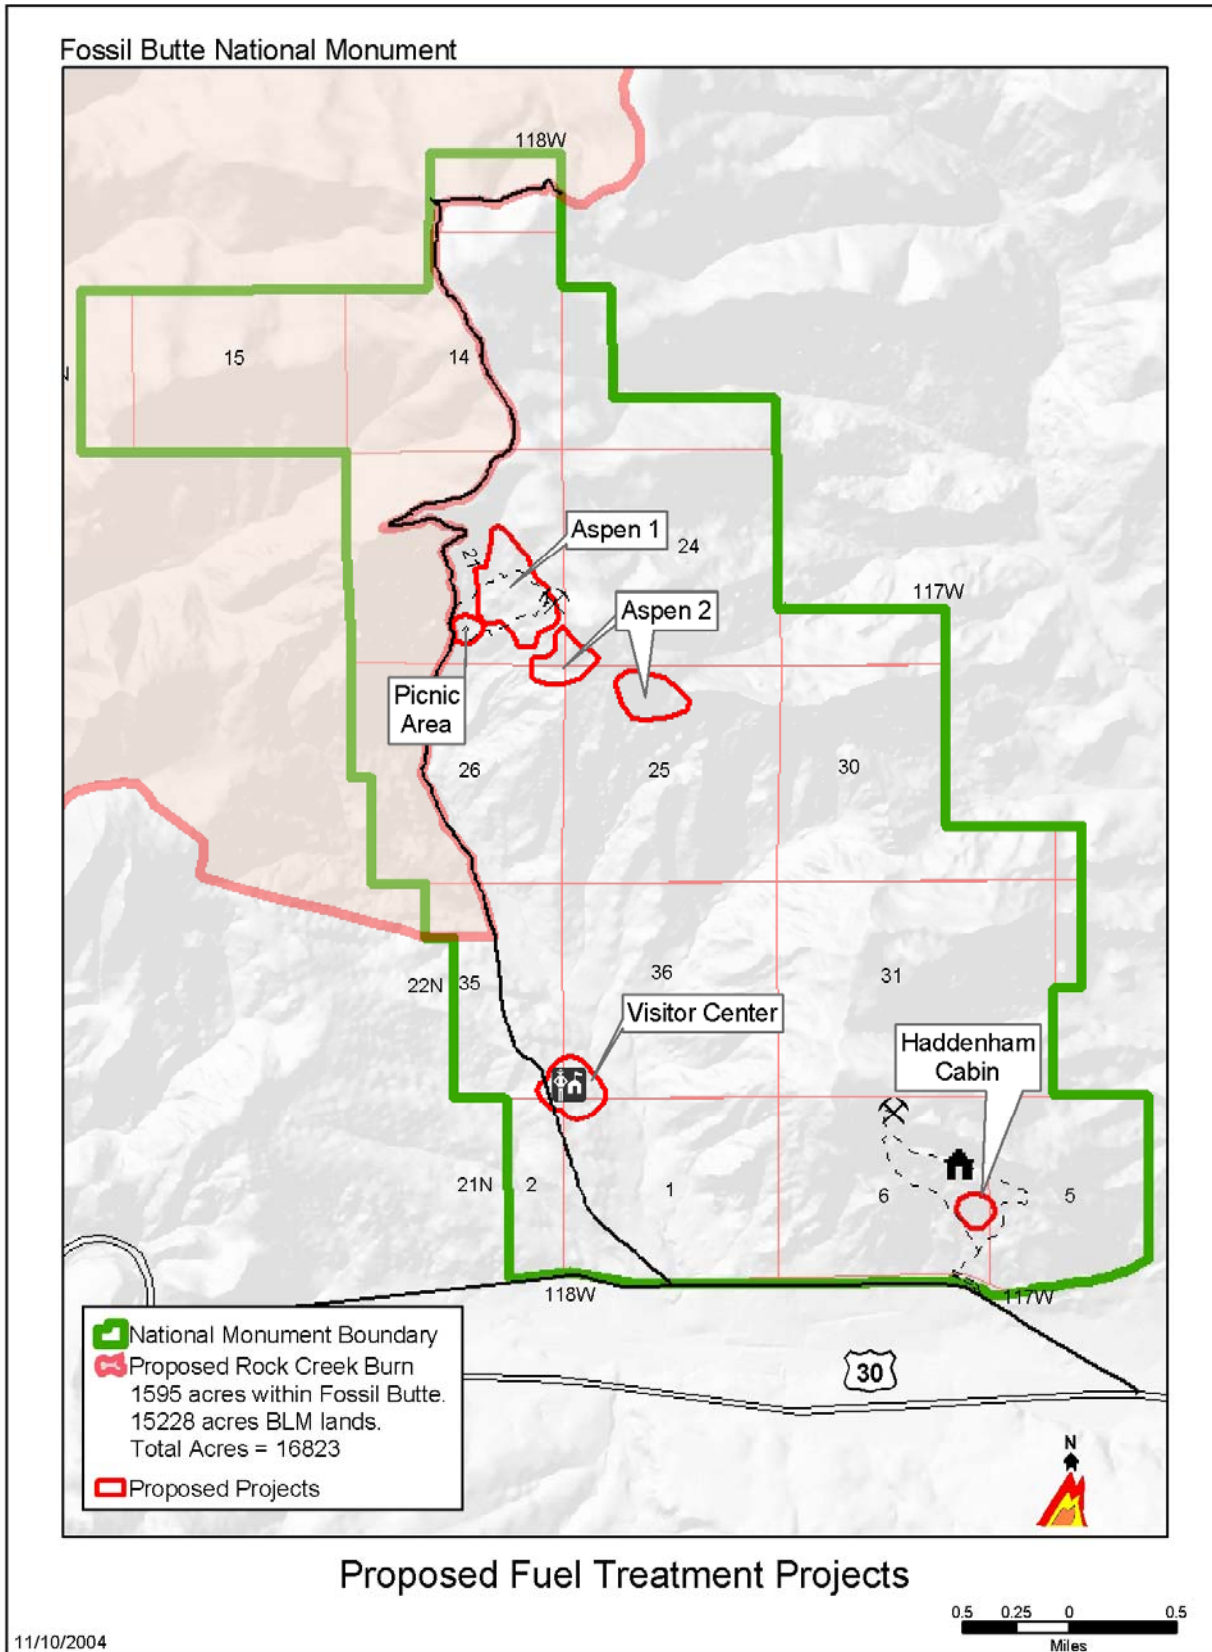 Fossil Butte National Monument
118W
15
14
Aspen 1
24
117W
Aspen 2
Picnic
Area
26
25
30
22N
35
36
31
Visitor Center
Haddenham
Cabin
21N
2
1
6
5
118W
117W
National Monument Boundary
Proposed Rock Creek Burn
1595 acres within Fossil Butte.
15228 acres BLM lands.
Total Acres = 16823
Proposed Projects
30
N
Proposed Fuel Treatment Projects
0.5 0.25 0 0.5
Miles
11/10/2004